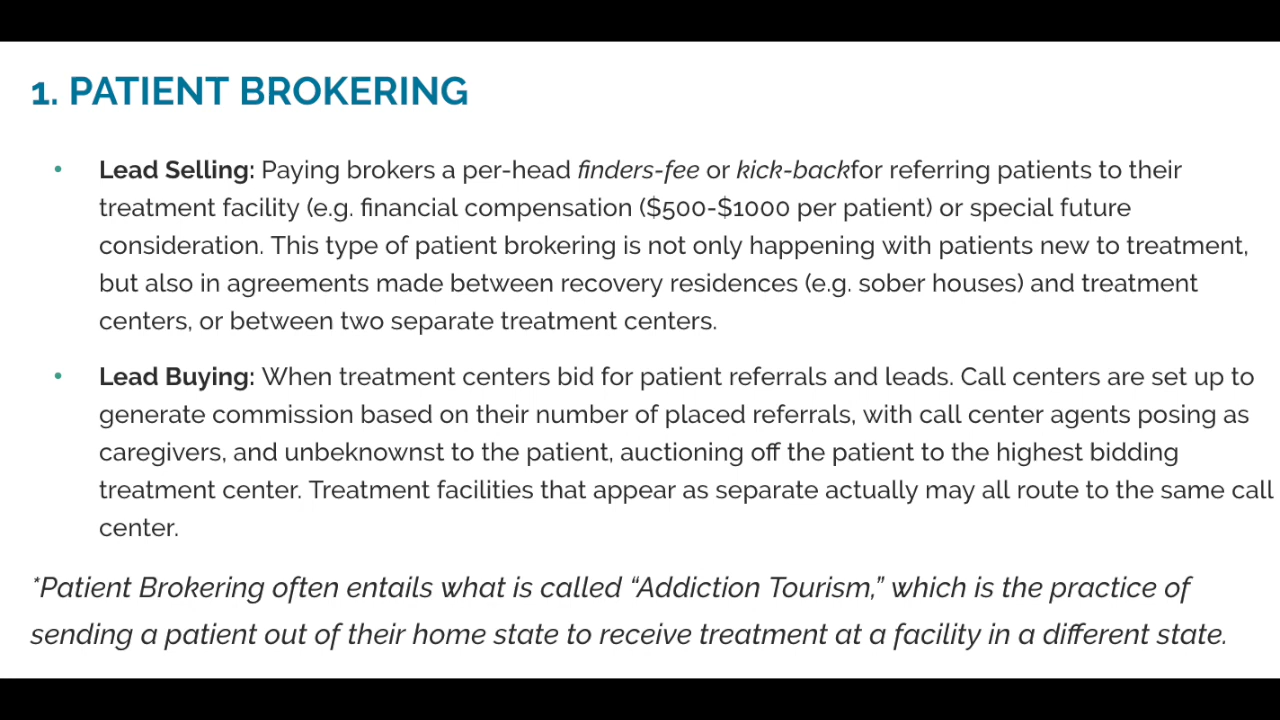 1. PATIENT BROKERING
• Lead Selling: Paying brokers a per-head finders-fee or kick-backfor referring patients to their
treatment facility (e.g. financial compensation ($500-$1000 per patient) or special future
consideration. This type of patient brokering is not only happening with patients new to treatment,
but also in agreements made between recovery residences (e.g. sober houses) and treatment
centers, or between two separate treatment centers.
• Lead Buying: When treatment centers bid for patient referrals and leads. Call centers are set up to
generate commission based on their number of placed referrals, with call center agents posing as
caregivers, and unbeknownst to the patient, auctioning off the patient to the highest bidding
treatment center. Treatment facilities that appear as separate actually may all route to the same call
center.
*Patient Brokering often entails what is called “Addiction Tourism,” which is the practice of
sending a patient out of their home state to receive treatment at a facility in a different state.